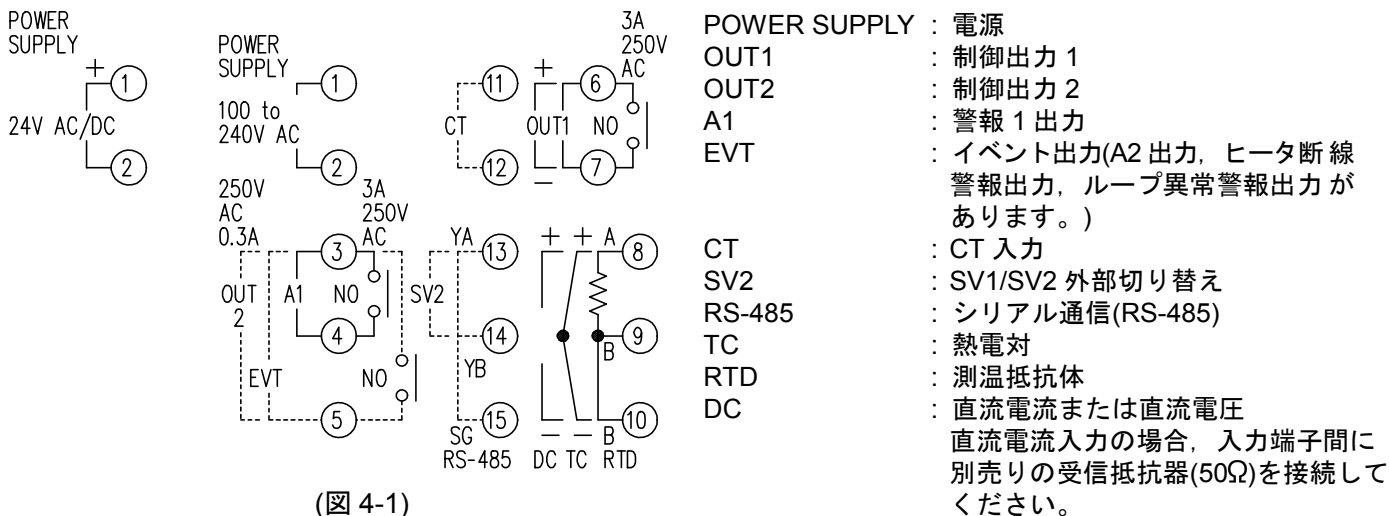 POWER
SUPPLY
+
1
24V AC/DC
2
POWER
SUPPLY
1
100 to
240V AC
2
11
CT
12
3A
250V
AC
+
6
OUT1
NO
−
7
250V
AC
0.3A
3A
250V
AC
3
OUT
2
A1
NO
4
EVT
NO
5
SV2
YA
13
14
YB
15
SG
RS-485
+ + A
8
9
B
10
− − B
DC TC RTD
(図 4-1)
POWER SUPPLY : 電源
OUT1 : 制御出力 1
OUT2 : 制御出力 2
A1 : 警報 1 出力
EVT : イベント出力(A2 出力, ヒータ断線
警報出力, ループ異常警報出力 が
あります。)
CT : CT 入力
SV2 : SV1/SV2 外部切り替え
RS-485 : シリアル通信(RS-485)
TC : 熱電対
RTD : 測温抵抗体
DC : 直流電流または直流電圧
直流電流入力の場合, 入力端子間に
別売りの受信抵抗器(50Ω)を接続して
ください。